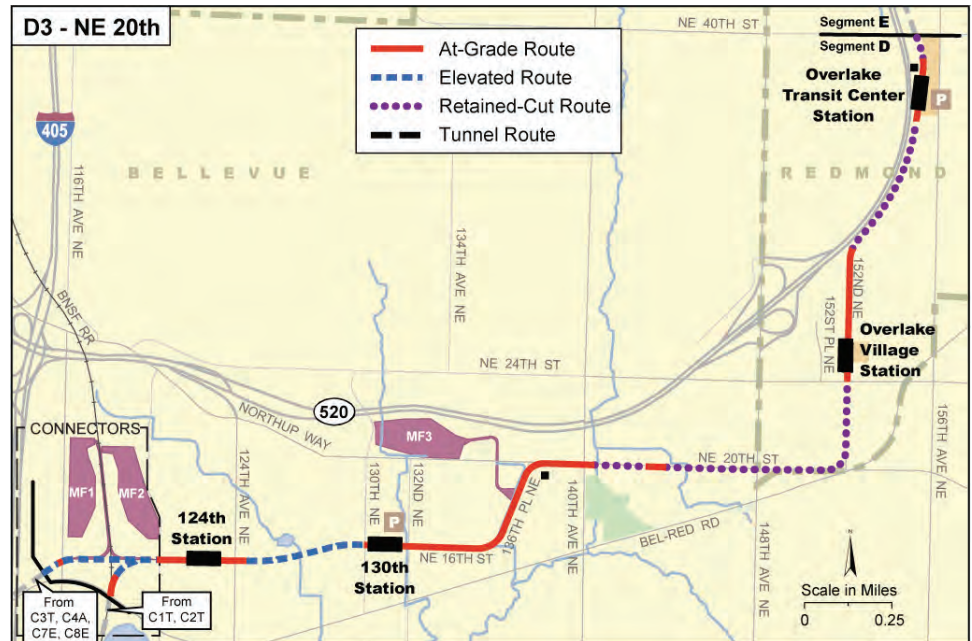 D3 - NE 20th
At-Grade Route
Elevated Route
Retained-Cut Route
Tunnel Route
NE 40TH ST
Segment E
Segment D
Overlake
Transit Center
Station
P
405
116TH AVE NE
BELLEVUE
REDMOND
134TH AVE NE
BNSF RR
152ND NE
152ST PL NE
Overlake
Village
Station
NE 24TH ST
520
NORTHUP WAY
156TH AVE NE
CONNECTORS
MF3
MF1
MF2
124TH AVE NE
130TH NE
132ND NE
NE 20TH ST
136TH PL NE
140TH AVE NE
148TH AVE NE
BEL-RED RD
P
124th
Station
130th
Station
NE 16TH ST
From
C3T, C4A,
C7E, C8E
From
C1T, C2T
N
Scale in Miles
0 0.25